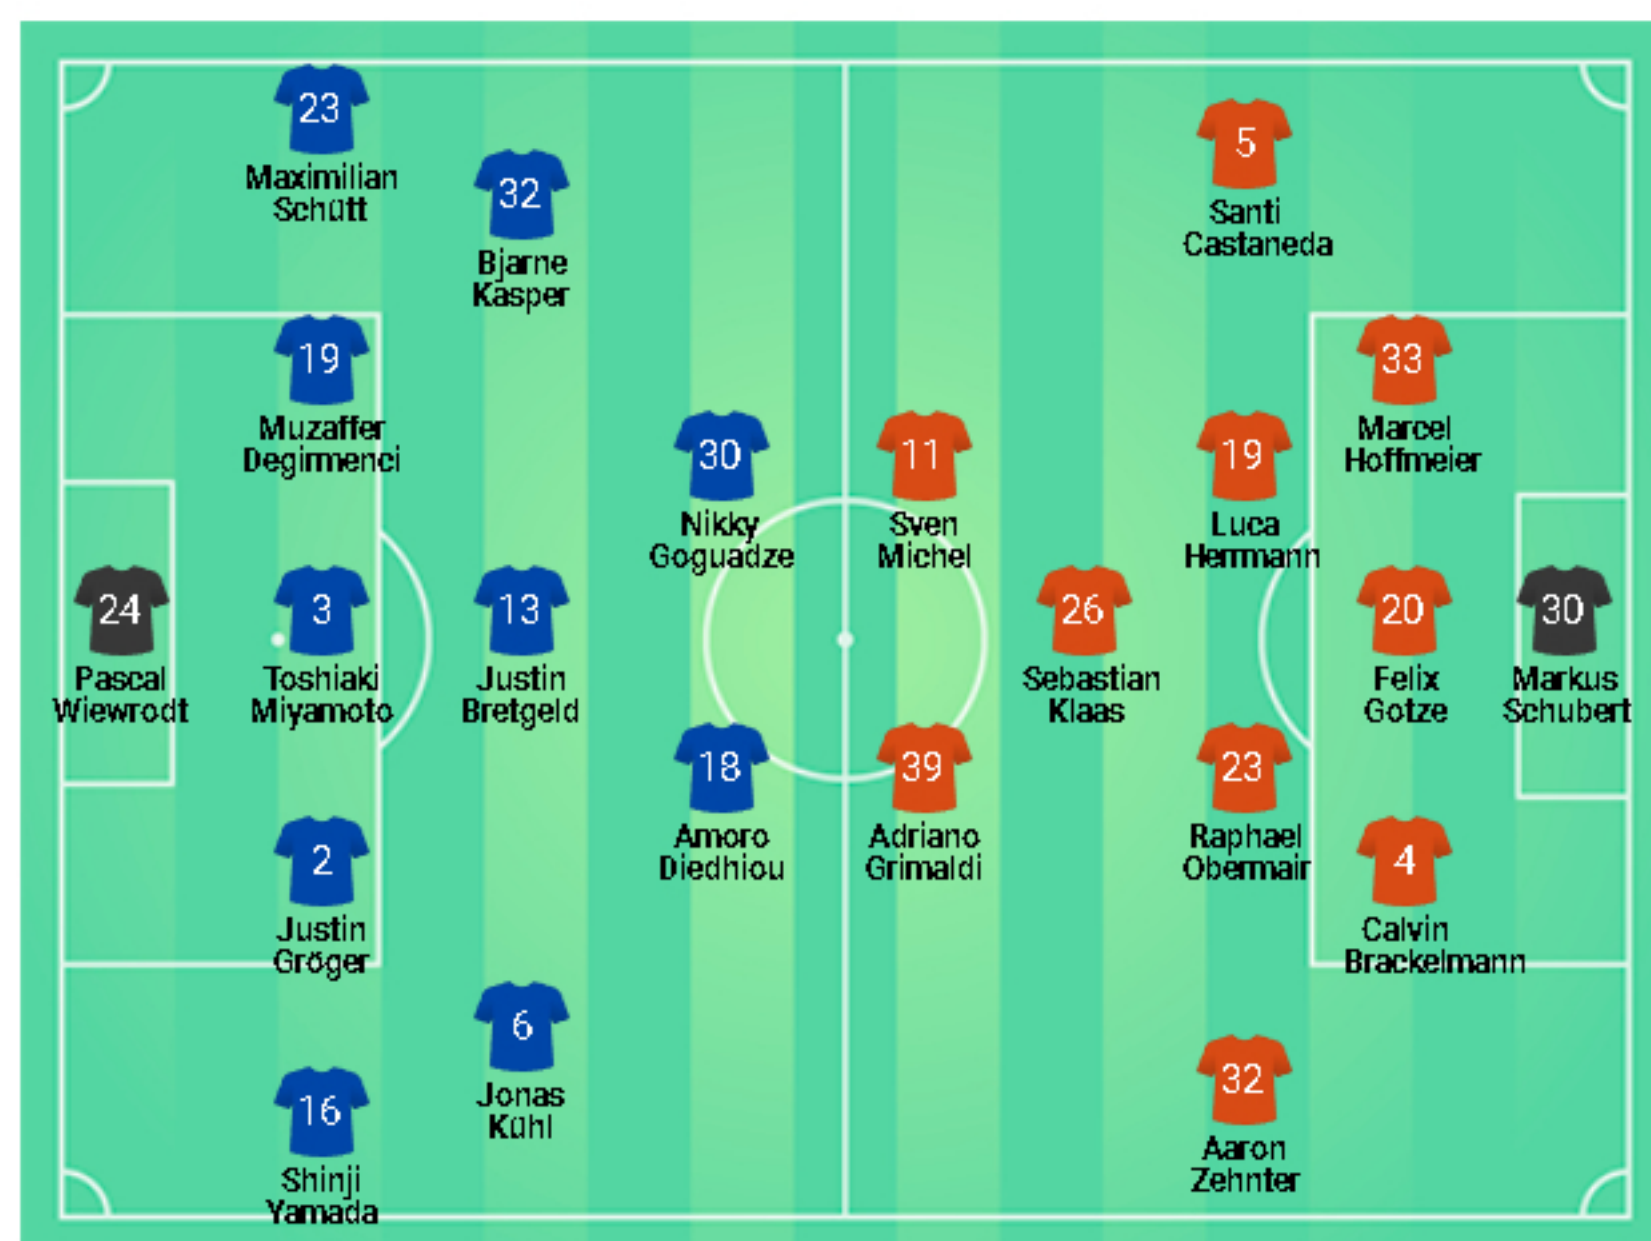 23
Maximilian
Schütt
32
Bjarne
Kasper
19
Muzaffer
Degirmenci
24
Pascal
Wiewrodt
3
Toshiaki
Miyamoto
13
Justin
Bretgeld
2
Justin
Gröger
6
Jonas
Kühl
16
Shinji
Yamada
30
Nikky
Goguadze
18
Amoro
Diedhiou
11
Sven
Michel
39
Adriano
Grimaldi
26
Sebastian
Klaas
5
Santi
Castaneda
19
Luca
Herrmann
23
Raphael
Obermair
32
Aaron
Zehnter
33
Marcel
Hoffmeier
20
Felix
Gotze
4
Calvin
Brackelmann
30
Markus
Schubert